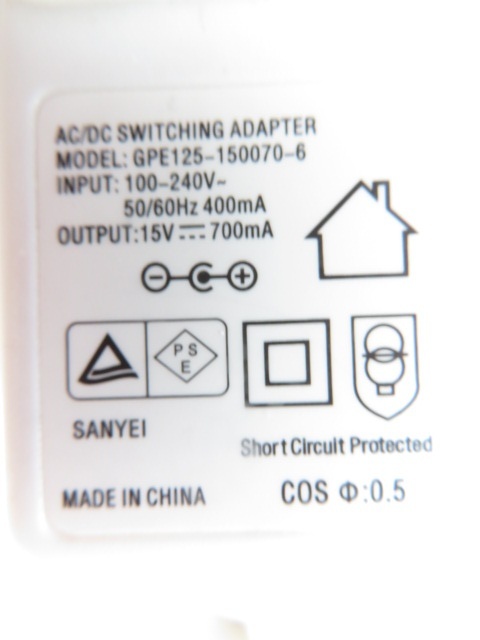 AC/DC SWITCHING ADAPTER
MODEL: GPE125-150070-6
INPUT: 100-240V~
50/60Hz 400mA
OUTPUT:15V⎓700mA
P S
E
SANYEI
Short Circuit Protected
MADE IN CHINA
COS Φ:0.5